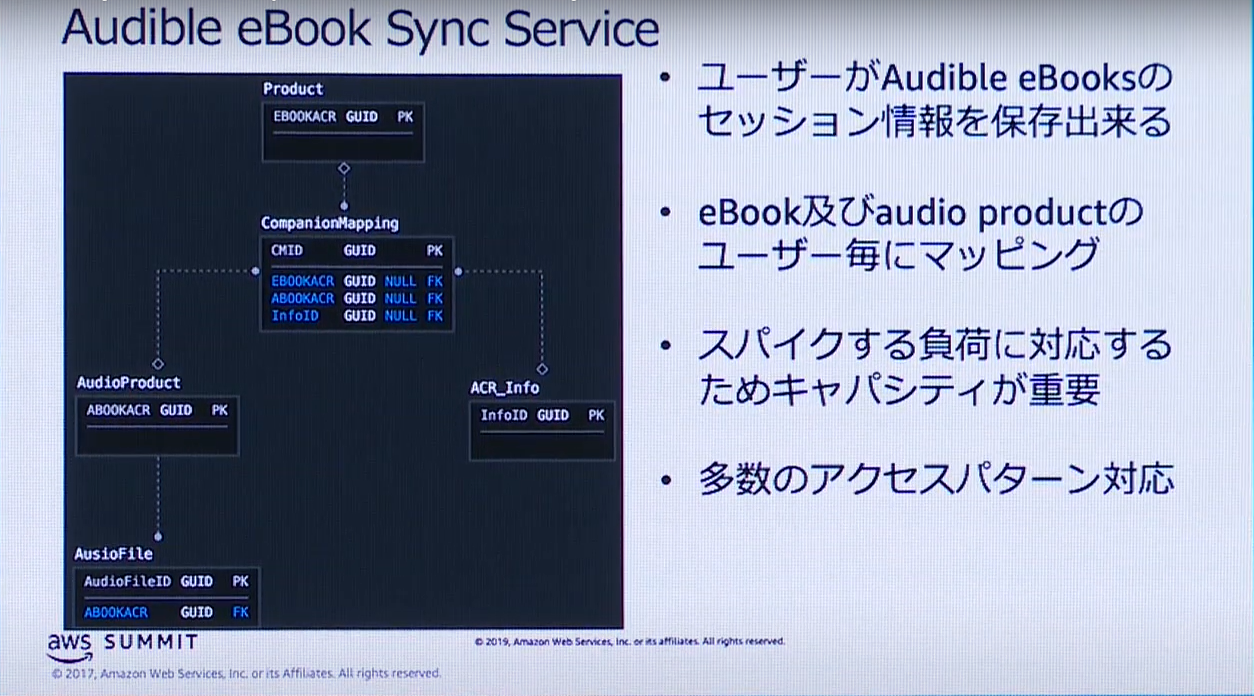 Audible eBook Sync Service
Product
EBOOKACR GUID PK
CompanionMapping
CMID GUID PK
EBOOKACR GUID NULL FK
ABOOKACR GUID NULL FK
InfoID GUID NULL FK
AudioProduct
ABOOKACR GUID PK
ACR_Info
InfoID GUID PK
AusioFile
AudioFileID GUID PK
ABOOKACR GUID FK
• ユーザーがAudible eBooksの
セッション情報を保存出来る
• eBook及びaudio productの
ユーザー毎にマッピング
• スパイクする負荷に対応する
ためキャパシティが重要
• 多数のアクセスパターン対応
aws SUMMIT
© 2019, Amazon Web Services, Inc. or its affiliates. All rights reserved.
© 2017, Amazon Web Services, Inc. or its Affiliates. All rights reserved.